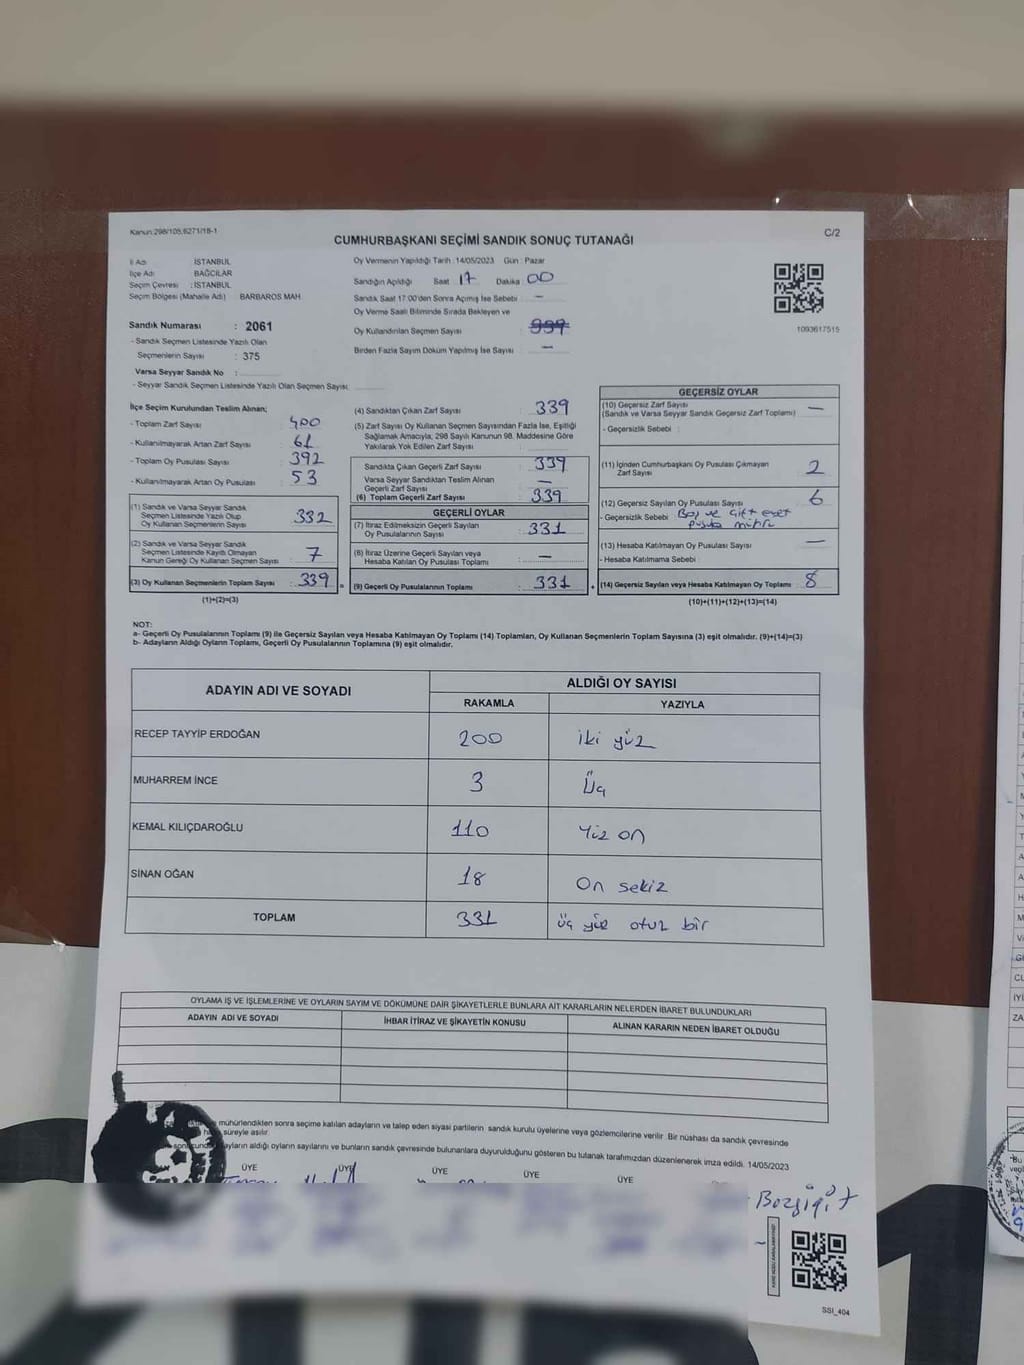 Kanun:298/105,6271/18-1
C/2
CUMHURBAŞKANI SEÇİMİ SANDIK SONUÇ TUTANAĞI
İl Adı : İSTANBUL
İlçe Adı : BAĞCILAR
Seçim Çevresi : İSTANBUL
Seçim Bölgesi (Mahalle Adı) BARBAROS MAH
Sandık Numarası : 2061
- Sandık Seçmen Listesinde Yazılı Olan
Seçmenlerin Sayısı : 375
Varsa Seyyar Sandık No :
- Seyyar Sandık Seçmen Listesinde Yazılı Olan Seçmen Sayısı:
Oy Vermenin Yapıldığı Tarih : 14/05/2023 Gün : Pazar
Sandığın Açıldığı Saat 17 Dakika 00
Sandık Saat 17:00'den Sonra Açımış İse Sebebi : -
Oy Verme Saati Bitiminde Sırada Bekleyen ve
Oy Kullandırılan Seçmen Sayısı : 339
Birden Fazla Sayım Döküm Yapılmış İse Sayısı : -
1093617515
İlçe Seçim Kurulundan Teslim Alınan;
- Toplam Zarf Sayısı : 400
- Kullanılmayarak Artan Zarf Sayısı : 61
- Toplam Oy Pusulası Sayısı : 392
- Kullanılmayarak Artan Oy Pusulası : 53
(1) Sandık ve Varsa Seyyar Sandık
Seçmen Listesinde Yazılı Olup
Oy Kullanan Seçmenlerin Sayısı : 332
(2) Sandık ve Varsa Seyyar Sandık
Seçmen Listesinde Kayıtlı Olmayan
Kanun Gereği Oy Kullanan Seçmen Sayısı : 7
(3) Oy Kullanan Seçmenlerin Toplam Sayısı : 339
(1)+(2)=(3)
(4) Sandıktan Çıkan Zarf Sayısı : 339
(5) Zarf Sayısı Oy Kullanan Seçmen Sayısından Fazla İse, Eşitliği
Sağlamak Amacıyla; 298 Sayılı Kanunun 98. Maddesine Göre
Yakılarak Yok Edilen Zarf Sayısı :
Sandıkta Çıkan Geçerli Zarf Sayısı : 339
Varsa Seyyar Sandıktan Teslim Alınan
Geçerli Zarf Sayısı : -
(6) Toplam Geçerli Zarf Sayısı : 339
GEÇERLİ OYLAR
(7) İtiraz Edilmeksizin Geçerli Sayılan
Oy Pusulalarının Sayısı : 331
(8) İtiraz Üzerine Geçerli Sayılan veya
Hesaba Katılan Oy Pusulası Toplamı : -
= (9) Geçerli Oy Pusulalarının Toplamı : 331
GEÇERSİZ OYLAR
(10) Geçersiz Zarf Sayısı
(Sandık ve Varsa Seyyar Sandık Geçersiz Zarf Toplamı) : -
- Geçersizlik Sebebi :
(11) İçinden Cumhurbaşkanı Oy Pusulası Çıkmayan
Zarf Sayısı : 2
(12) Geçersiz Sayılan Oy Pusulası Sayısı : 6
- Geçersizlik Sebebi : Boş ve çift evet
pusula
(13) Hesaba Katılmayan Oy Pusulası Sayısı : -
- Hesaba Katılmama Sebebi :
+ (14) Geçersiz Sayılan veya Hesaba Katılmayan Oy Toplamı : 8
(10)+(11)+(12)+(13)=(14)
NOT:
a- Geçerli Oy Pusulalarının Toplamı (9) ile Geçersiz Sayılan veya Hesaba Katılmayan Oy Toplamı (14) Toplamları, Oy Kullanan Seçmenlerin Toplam Sayısına (3) eşit olmalıdır. (9)+(14)=(3)
b- Adayların Aldığı Oyların Toplamı, Geçerli Oy Pusulalarının Toplamına (9) eşit olmalıdır.
ADAYIN ADI VE SOYADI
ALDIĞI OY SAYISI
RAKAMLA YAZIYLA
RECEP TAYYİP ERDOĞAN 200 iki yüz
MUHARREM İNCE 3 üç
KEMAL KILIÇDAROĞLU 110 Yüz on
SİNAN OĞAN 18 On sekiz
TOPLAM 331 üç yüz otuz bir
OYLAMA İŞ VE İŞLEMLERİNE VE OYLARIN SAYIM VE DÖKÜMÜNE DAİR ŞİKAYETLERLE BUNLARA AİT KARARLARIN NELERDEN İBARET BULUNDUKLARI
ADAYIN ADI VE SOYADI İHBAR İTİRAZ VE ŞİKAYETİN KONUSU ALINAN KARARIN NEDEN İBARET OLDUĞU
mühürlendikten sonra seçime katılan adayların ve talep eden siyasi partilerin sandık kurulu üyelerine veya gözlemcilerine verilir. Bir nüshası da sandık çevresinde
süreyle asılır.
adayların aldığı oyların sayılarını ve bunların sandık çevresinde bulunanlara duyurulduğunu gösteren bu tutanak tarafımızdan düzenlenerek imza edildi. 14/05/2023
ÜYE ÜYE ÜYE ÜYE ÜYE
Bozyiğit
SSI_404